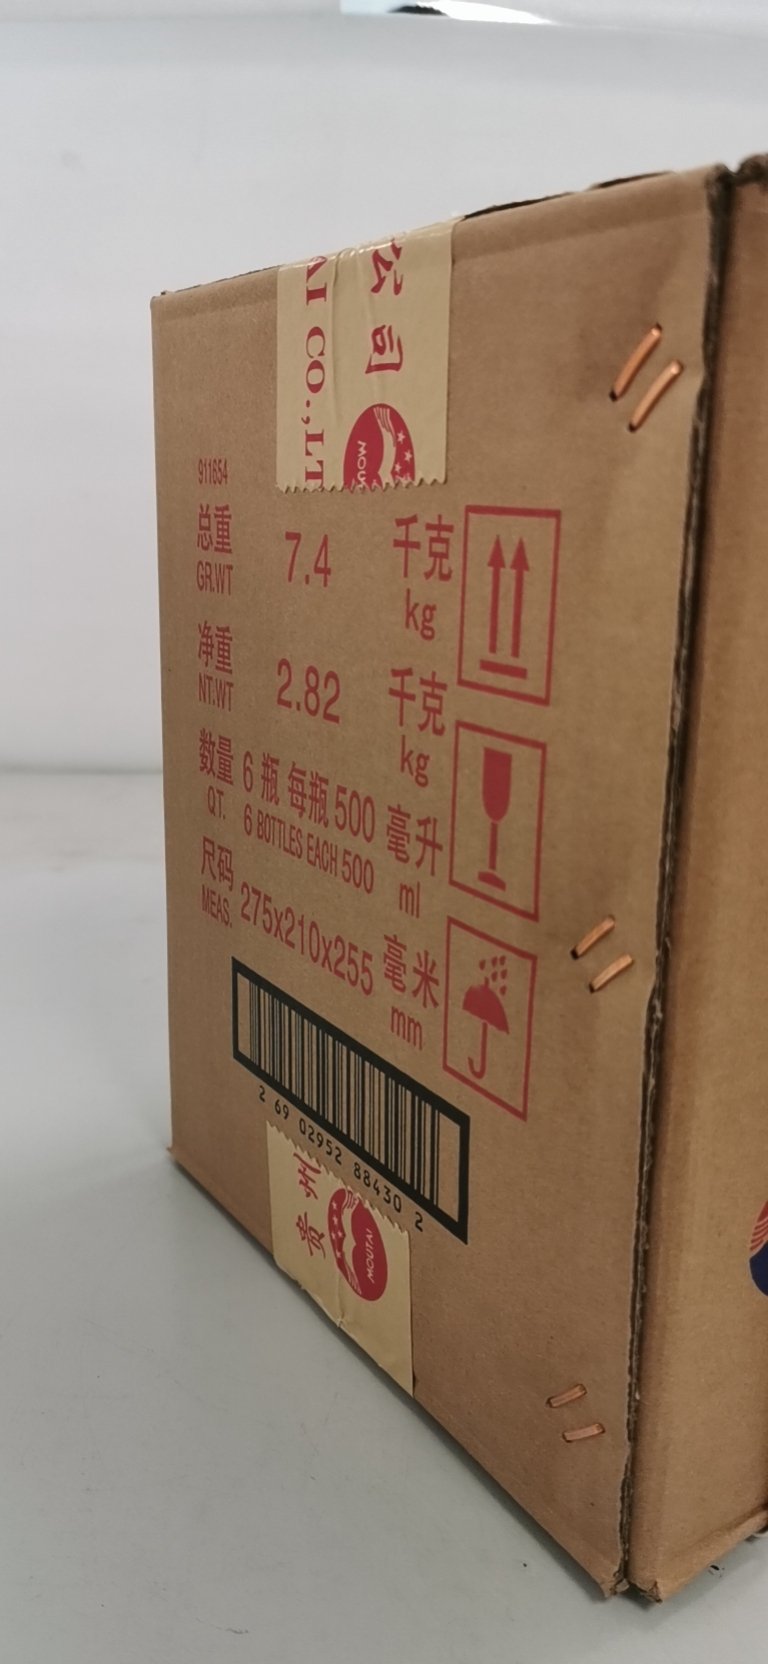 公司
AI CO.,LT
MOUTAI
911654
总重 7.4 千克
GR.WT kg
净重 2.82 千克
NT.WT kg
数量 6 瓶 每瓶 500 毫升
QT. 6 BOTTLES EACH 500 ml
尺码 275x210x255 毫米
MEAS. mm
2 69 02952 88430 2
贵州
MOUTAI